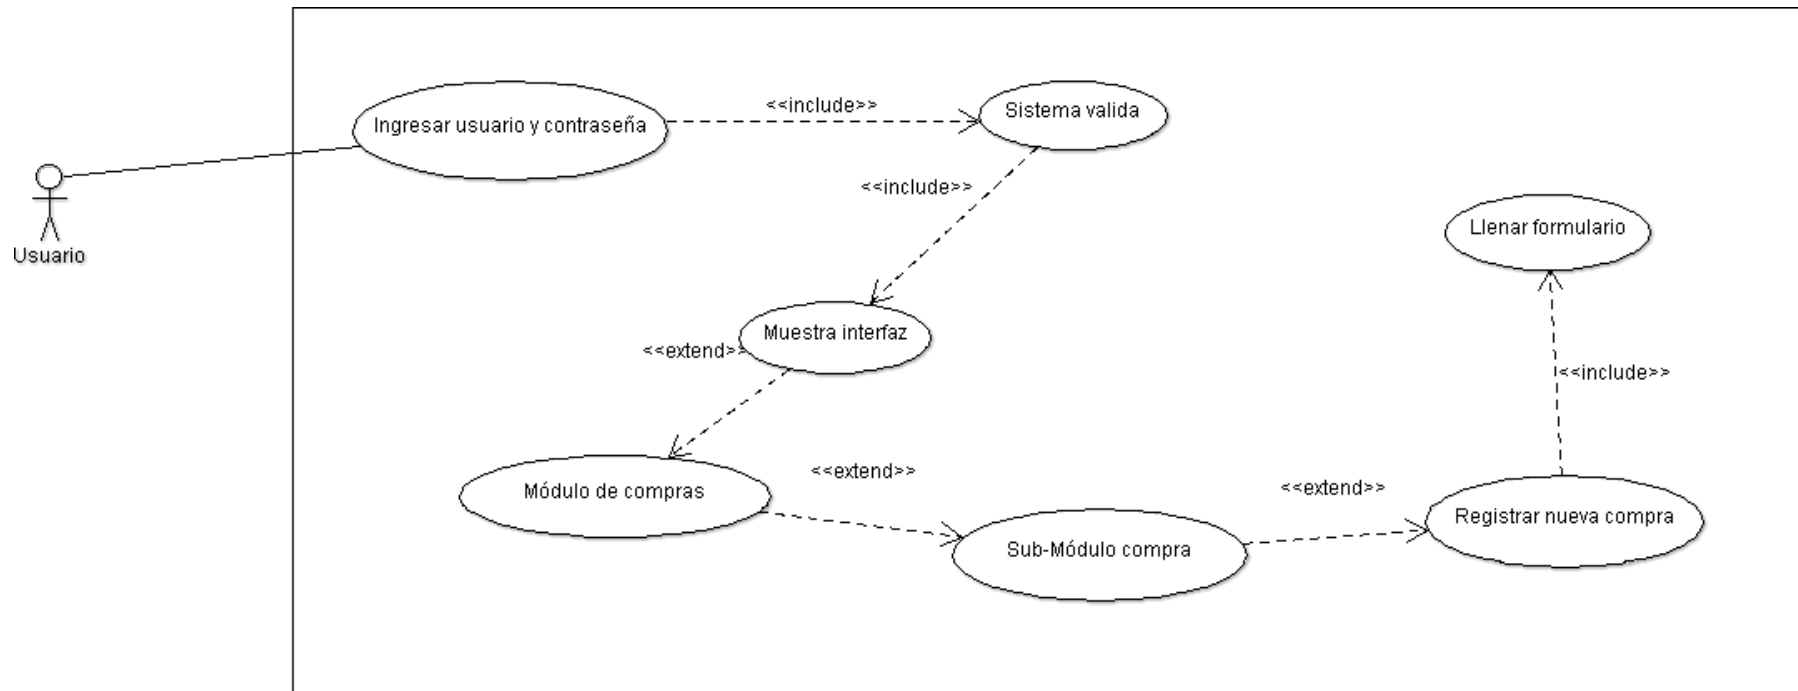 Ingresar usuario y contraseña
<<include>>
Sistema valida
<<include>>
Usuario
Llenar formulario
Muestra interfaz
<<extend>>
<<include>>
Módulo de compras
<<extend>>
<<extend>>
Registrar nueva compra
Sub-Módulo compra